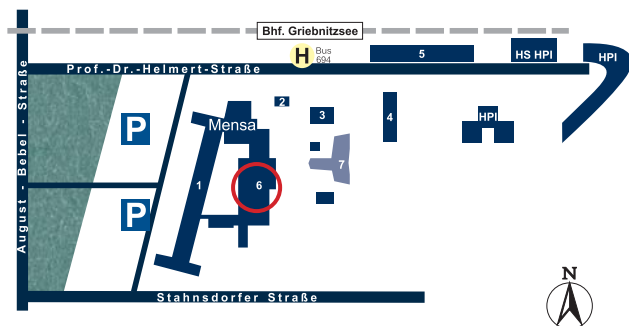 Bhf. Griebnitzsee
H Bus 694
5
HS HPI
HPI
Prof.-Dr.-Helmert-Straße
August - Bebel - Straße
P
2
3
4
HPI
Mensa
7
1
6
P
Stahnsdorfer Straße
N